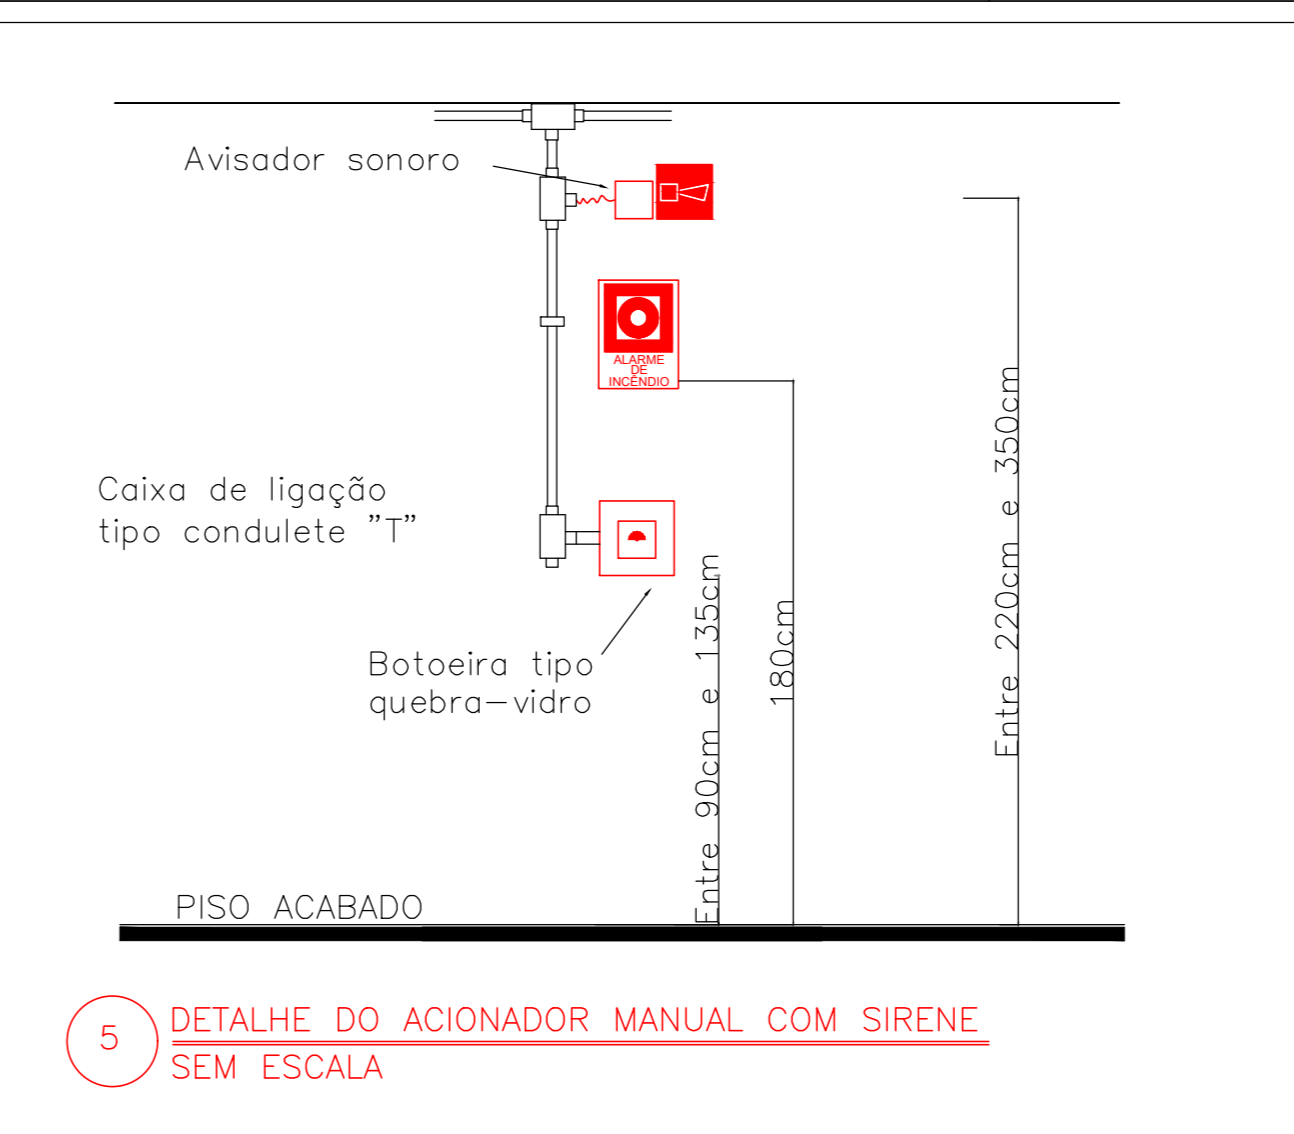 Avisador sonoro
ALARME
DE
INCÊNDIO
Caixa de ligação
tipo condulete "T"
Botoeira tipo
quebra-vidro
Entre 90cm e 135cm
180cm
Entre 220cm e 350cm
PISO ACABADO
5
DETALHE DO ACIONADOR MANUAL COM SIRENE
SEM ESCALA